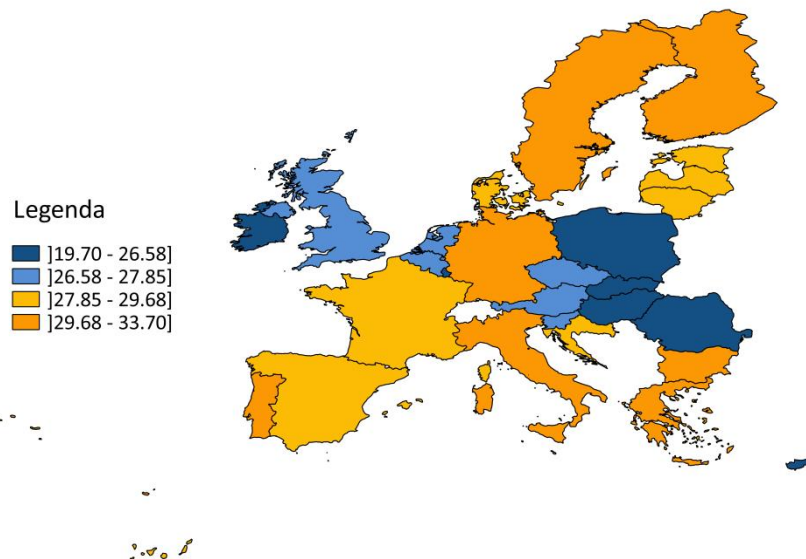 Legenda
]19.70 - 26.58]
]26.58 - 27.85]
]27.85 - 29.68]
]29.68 - 33.70]